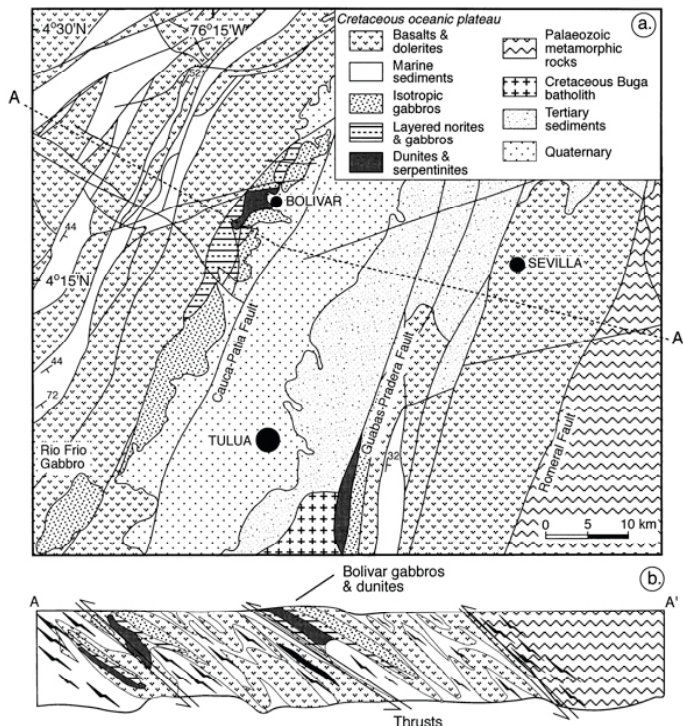 4°30'N
76°15'W
Cretaceous oceanic plateau
a.
Basalts &
dolerites
Marine
sediments
Isotropic
gabbros
Layered norites
& gabbros
Dunites &
serpentinites
Palaeozoic
metamorphic
rocks
Cretaceous Buga
batholith
Tertiary
sediments
Quaternary
A
52
BOLIVAR
44
SEVILLA
4°15'N
A
44
72
Cauca-Patia Fault
Guabas-Pradera Fault
Romeral Fault
TULUA
Rio Frio
Gabbro
32
0 5 10 km
Bolivar gabbros
& dunites
b.
A
A'
Thrusts